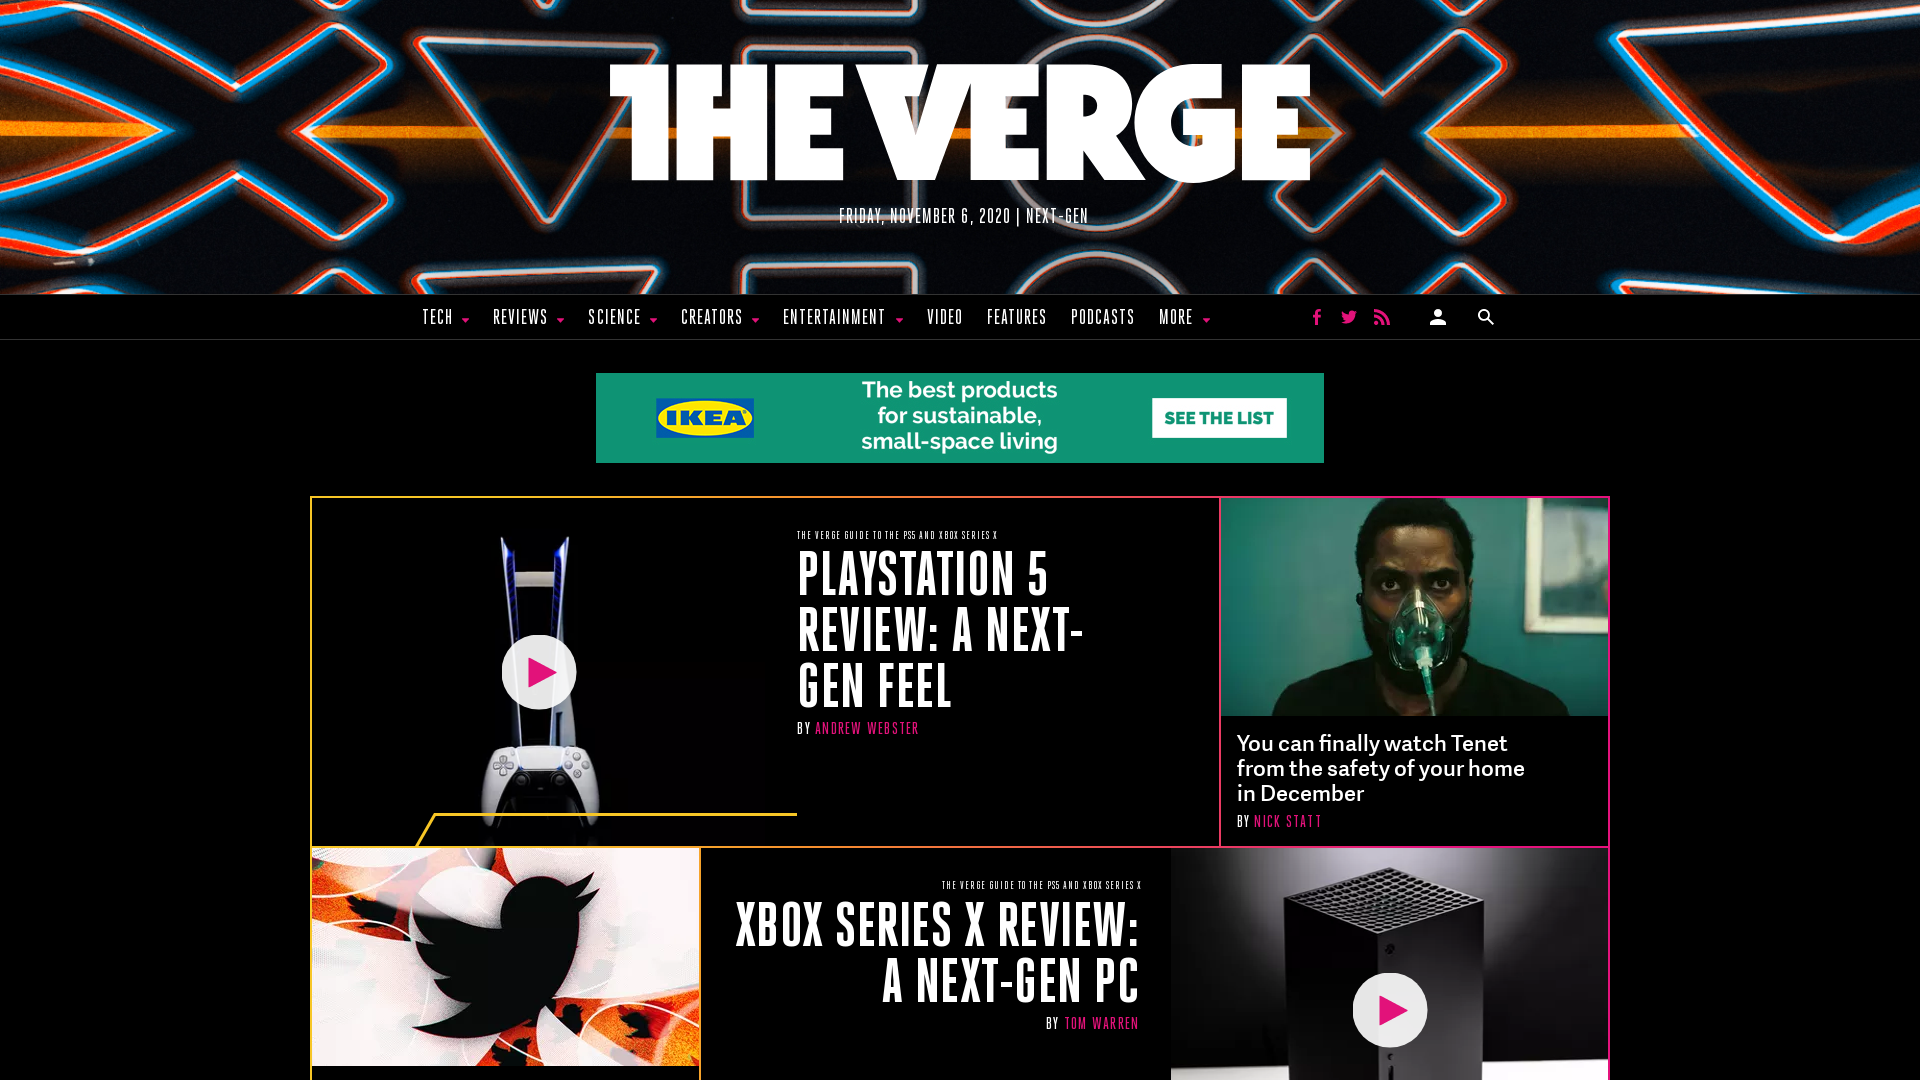 THE VERGE
FRIDAY, NOVEMBER 6, 2020 | NEXT-GEN
TECH REVIEWS SCIENCE CREATORS ENTERTAINMENT VIDEO FEATURES PODCASTS MORE
IKEA
The best products
for sustainable,
small-space living
SEE THE LIST
THE VERGE GUIDE TO THE PS5 AND XBOX SERIES X
PLAYSTATION 5
REVIEW: A NEXT-
GEN FEEL
BY ANDREW WEBSTER
You can finally watch Tenet
from the safety of your home
in December
BY NICK STATT
THE VERGE GUIDE TO THE PS5 AND XBOX SERIES X
XBOX SERIES X REVIEW:
A NEXT-GEN PC
BY TOM WARREN